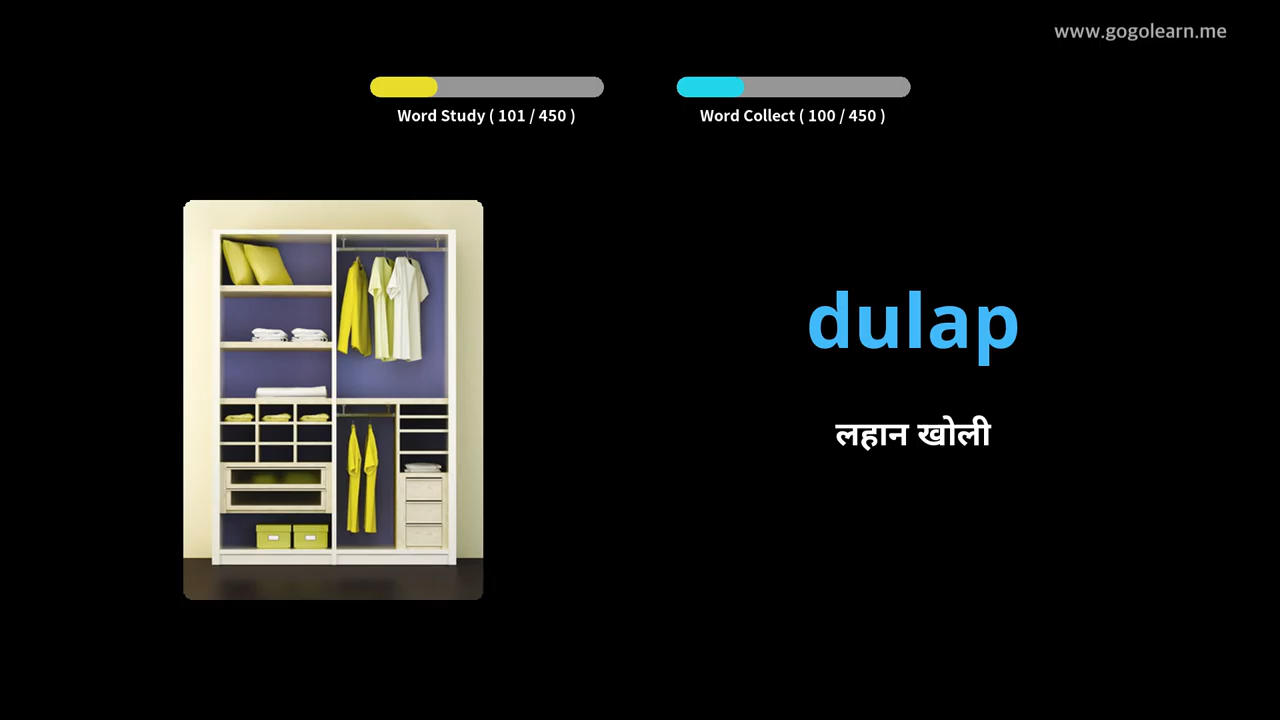 www.gogolearn.me
Word Study ( 101 / 450 )
Word Collect ( 100 / 450 )
dulap
लहान खोली